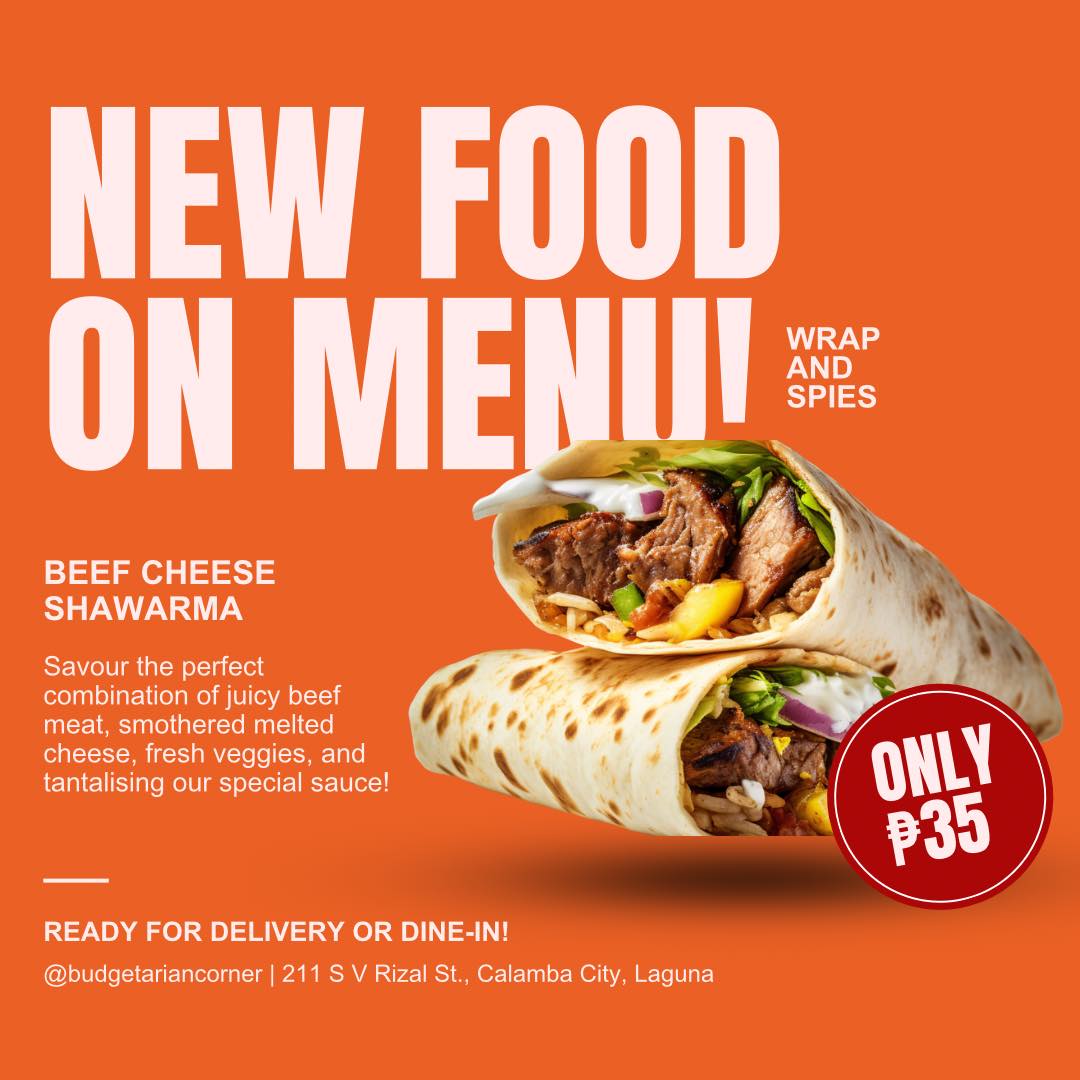 NEW FOOD
ON MENU!
WRAP
AND
SPIES
BEEF CHEESE
SHAWARMA
Savour the perfect
combination of juicy beef
meat, smothered melted
cheese, fresh veggies, and
tantalising our special sauce!
ONLY
₱35
READY FOR DELIVERY OR DINE-IN!
@budgetariancorner | 211 S V Rizal St., Calamba City, Laguna